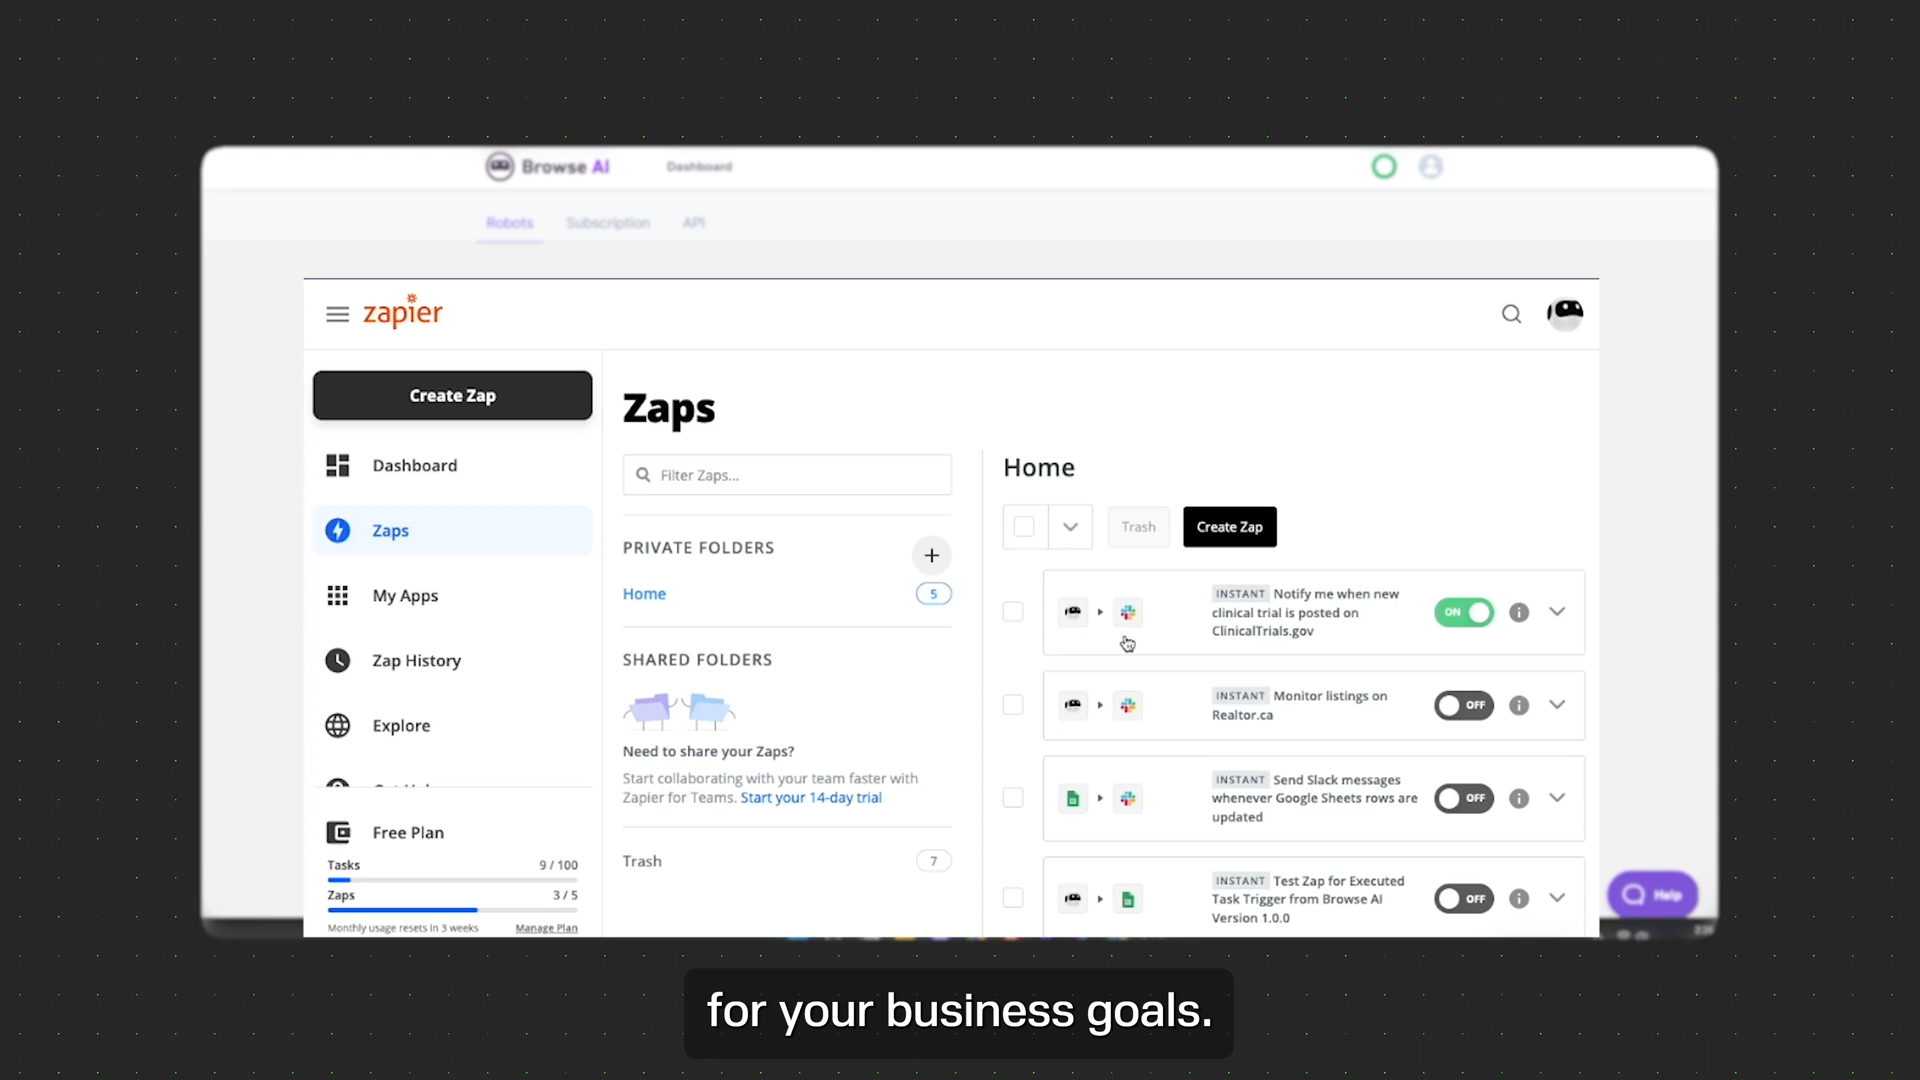 Browse AI
Dashboard
Robots
Subscription
API
zapier
Create Zap
Dashboard
Zaps
My Apps
Zap History
Explore
Free Plan
Tasks
9 / 100
Zaps
3 / 5
Monthly usage resets in 3 weeks
Manage Plan
Zaps
Filter Zaps...
PRIVATE FOLDERS
+
Home
5
SHARED FOLDERS
Need to share your Zaps?
Start collaborating with your team faster with
Zapier for Teams. Start your 14-day trial
Trash
7
Home
Trash
Create Zap
INSTANT Notify me when new
clinical trial is posted on
ClinicalTrials.gov
ON
INSTANT Monitor listings on
Realtor.ca
OFF
INSTANT Send Slack messages
whenever Google Sheets rows are
updated
OFF
INSTANT Test Zap for Executed
Task Trigger from Browse AI
Version 1.0.0
OFF
Help
for your business goals.